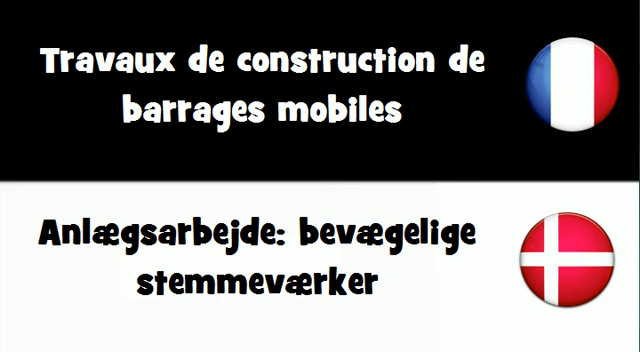 Travaux de construction de
barrages mobiles
Anlægsarbejde: bevægelige
stemmeværker